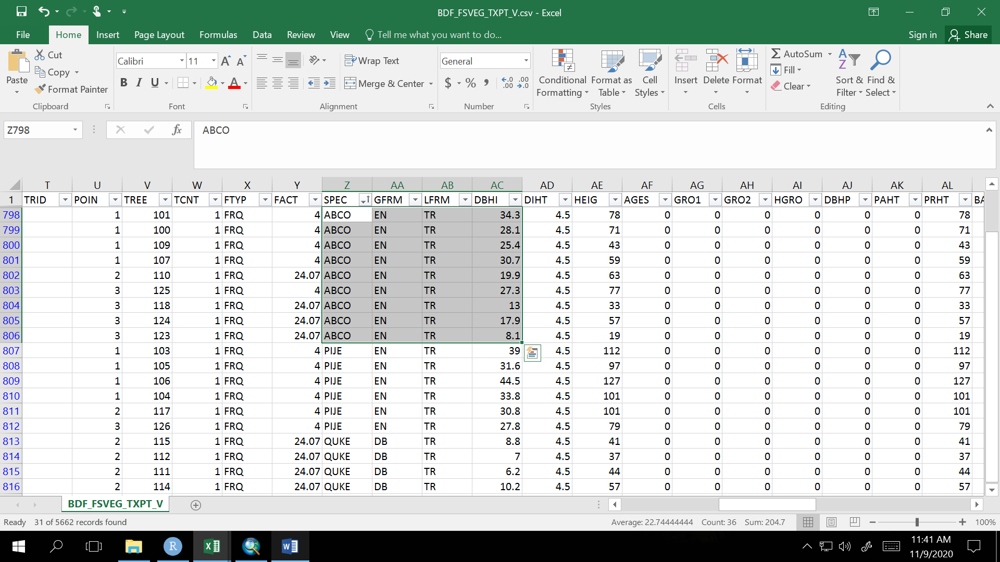 BDF_FSVEG_TXPT_V.csv - Excel
File Home Insert Page Layout Formulas Data Review View Tell me what you want to do... Sign in Share
Paste Cut Copy Format Painter Clipboard
Calibri 11 A A B I U A Font
Wrap Text Merge & Center Alignment
General $ % , .0 .00 .00 .0 Number
Conditional Formatting Format as Table Cell Styles Styles
Insert Delete Format Cells
AutoSum Fill Clear Sort & Filter Find & Select Editing
Z798 fx ABCO
T U V W X Y Z AA AB AC AD AE AF AG AH AI AJ AK AL
1 TRID POIN TREE TCNT FTYP FACT SPEC GFRM LFRM DBHI DIHT HEIG AGES GRO1 GRO2 HGRO DBHP PAHT PRHT BA
798 1 101 1 FRQ 4 ABCO EN TR 34.3 4.5 78 0 0 0 0 0 0 78
799 1 100 1 FRQ 4 ABCO EN TR 28.1 4.5 71 0 0 0 0 0 0 71
800 1 109 1 FRQ 4 ABCO EN TR 25.4 4.5 43 0 0 0 0 0 0 43
801 1 107 1 FRQ 4 ABCO EN TR 30.7 4.5 59 0 0 0 0 0 0 59
802 2 110 1 FRQ 24.07 ABCO EN TR 19.9 4.5 63 0 0 0 0 0 0 63
803 3 125 1 FRQ 4 ABCO EN TR 27.3 4.5 77 0 0 0 0 0 0 77
804 3 118 1 FRQ 24.07 ABCO EN TR 13 4.5 33 0 0 0 0 0 0 33
805 3 124 1 FRQ 24.07 ABCO EN TR 17.9 4.5 57 0 0 0 0 0 0 57
806 3 123 1 FRQ 24.07 ABCO EN TR 8.1 4.5 19 0 0 0 0 0 0 19
807 1 103 1 FRQ 4 PIJE EN TR 39 4.5 112 0 0 0 0 0 0 112
808 1 105 1 FRQ 4 PIJE EN TR 31.6 4.5 97 0 0 0 0 0 0 97
809 1 106 1 FRQ 4 PIJE EN TR 44.5 4.5 127 0 0 0 0 0 0 127
810 1 104 1 FRQ 4 PIJE EN TR 33.8 4.5 101 0 0 0 0 0 0 101
811 2 117 1 FRQ 4 PIJE EN TR 30.8 4.5 101 0 0 0 0 0 0 101
812 3 126 1 FRQ 4 PIJE EN TR 27.8 4.5 79 0 0 0 0 0 0 79
813 2 115 1 FRQ 24.07 QUKE DB TR 8.8 4.5 41 0 0 0 0 0 0 41
814 2 112 1 FRQ 24.07 QUKE DB TR 7 4.5 37 0 0 0 0 0 0 37
815 2 111 1 FRQ 24.07 QUKE DB TR 6.2 4.5 44 0 0 0 0 0 0 44
816 2 114 1 FRQ 24.07 QUKE DB TR 10.2 4.5 57 0 0 0 0 0 0 57
BDF_FSVEG_TXPT_V
Ready 31 of 5662 records found Average: 22.74444444 Count: 36 Sum: 204.7 100%
R 11:41 AM
11/9/2020